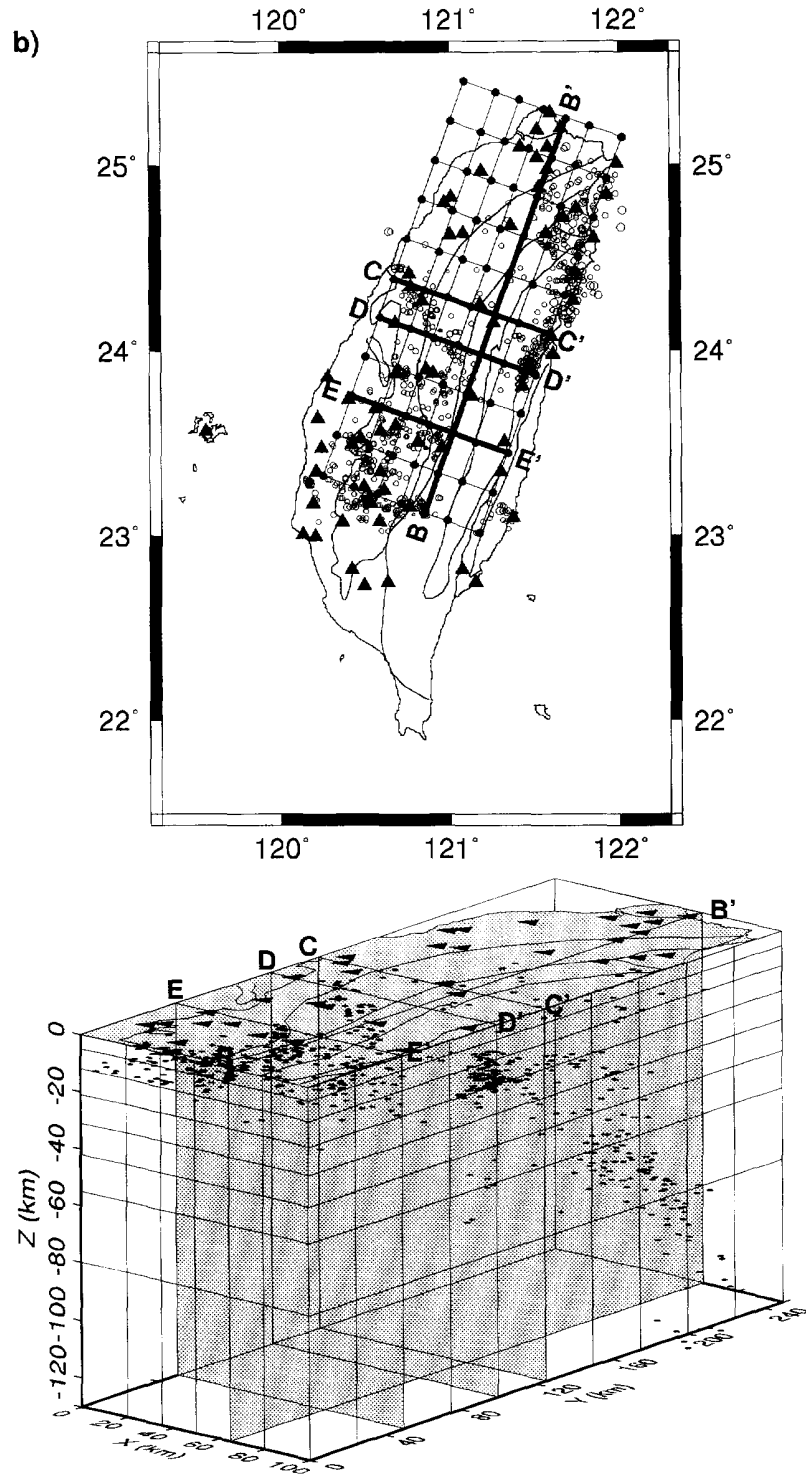 b)
120° 121° 122°
B'
25° 25°
C
D
24° 24°
C'
D'
E
E'
23° 23°
B
22° 22°
120° 121° 122°
B'
C
D
E
C'
D'
E'
B
0
-20
-40
-60
-80
-100
-120
Z (km)
0 20 40 60 80 100
X (km)
0 40 80 120 160 200 240
Y (km)